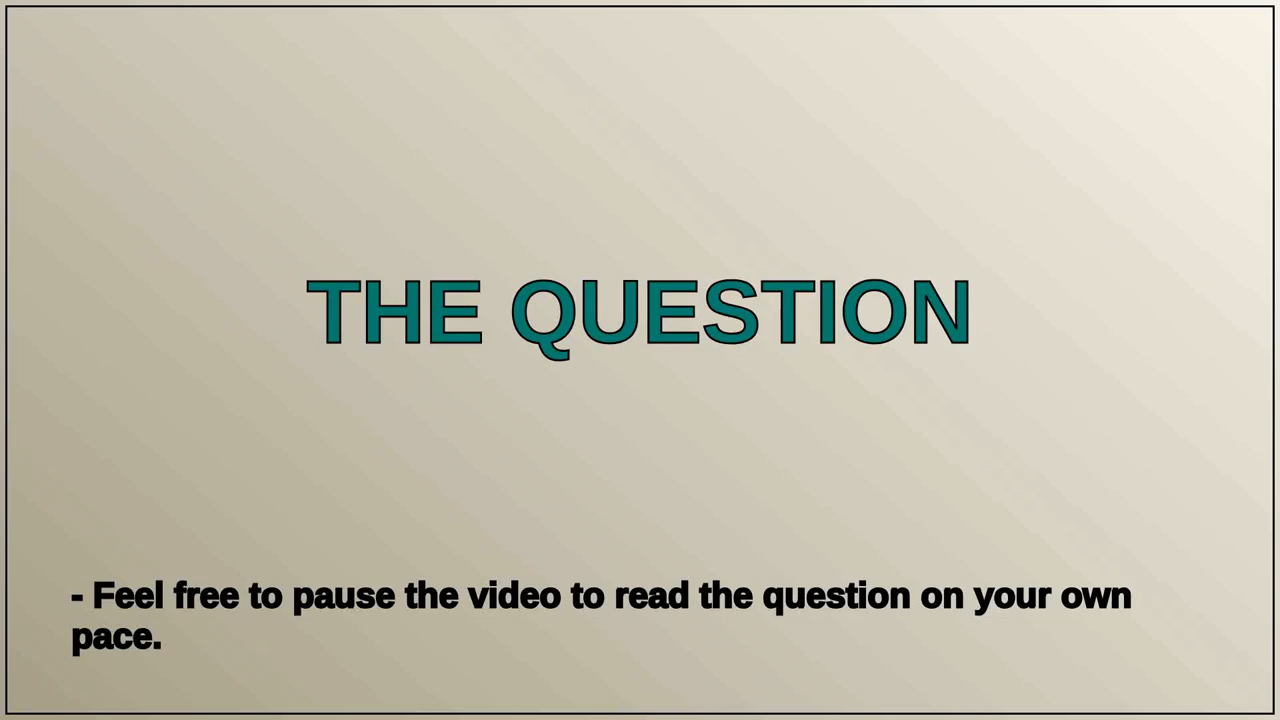 THE QUESTION
- Feel free to pause the video to read the question on your own
pace.